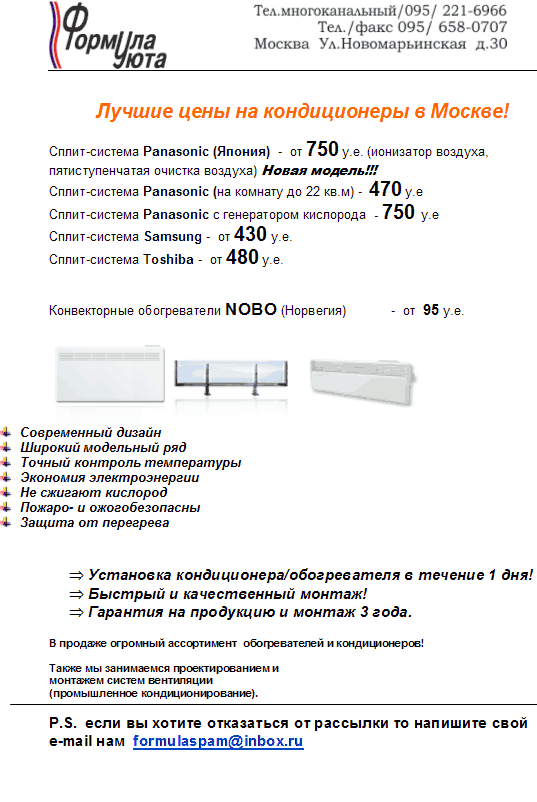 Формула
Уюта
Тел.многоканальный/095/ 221-6966
Тел./факс 095/ 658-0707
Москва Ул.Новомарьинская д.30
Лучшие цены на кондиционеры в Москве!
Сплит-система Panasonic (Япония) - от 750 у.е. (ионизатор воздуха,
пятиступенчатая очистка воздуха) Новая модель!!!
Сплит-система Panasonic (на комнату до 22 кв.м) - 470 у.е
Сплит-система Panasonic с генератором кислорода - 750 у.е
Сплит-система Samsung - от 430 у.е.
Сплит-система Toshiba - от 480 у.е.
Конвекторные обогреватели NOBO (Норвегия) - от 95 у.е.
Современный дизайн
Широкий модельный ряд
Точный контроль температуры
Экономия электроэнергии
Не сжигают кислород
Пожаро- и ожогобезопасны
Защита от перегрева
⇒ Установка кондиционера/обогревателя в течение 1 дня!
⇒ Быстрый и качественный монтаж!
⇒ Гарантия на продукцию и монтаж 3 года.
В продаже огромный ассортимент обогревателей и кондиционеров!
Также мы занимаемся проектированием и
монтажем систем вентиляции
(промышленное кондиционирование).
P.S. если вы хотите отказаться от рассылки то напишите свой
e-mail нам formulaspam@inbox.ru